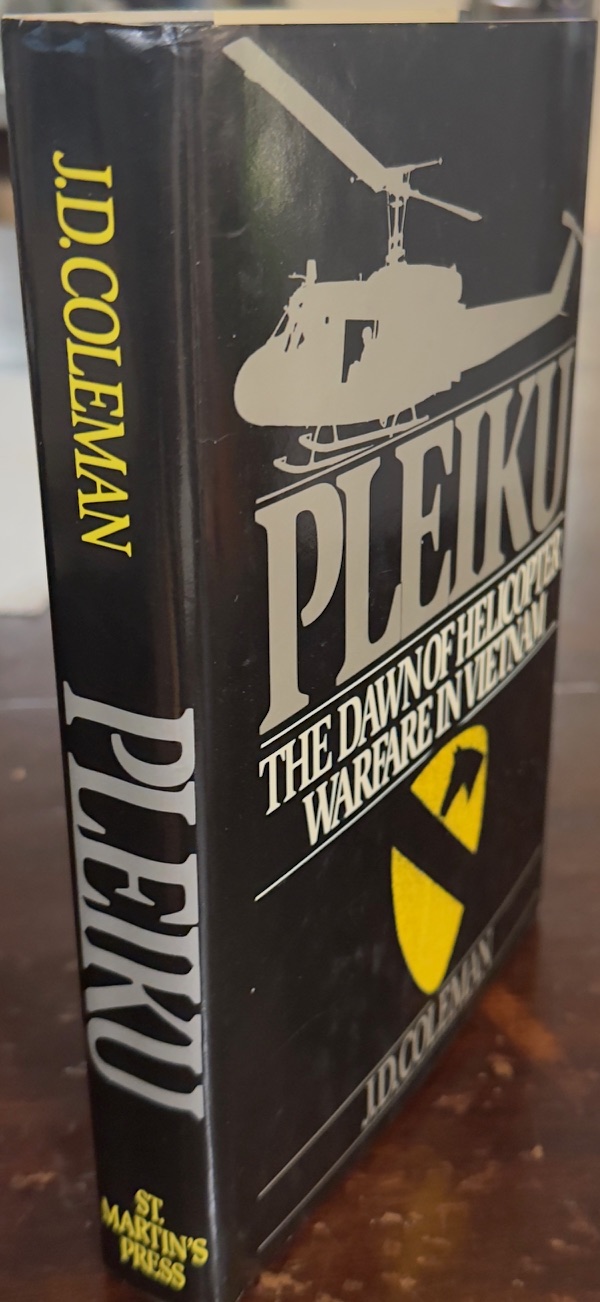 J.D. COLEMAN
PLEIKU
ST.
MARTIN'S
PRESS
PLEIKU
THE DAWN OF HELICOPTER
WARFARE IN VIETNAM
J.D. COLEMAN